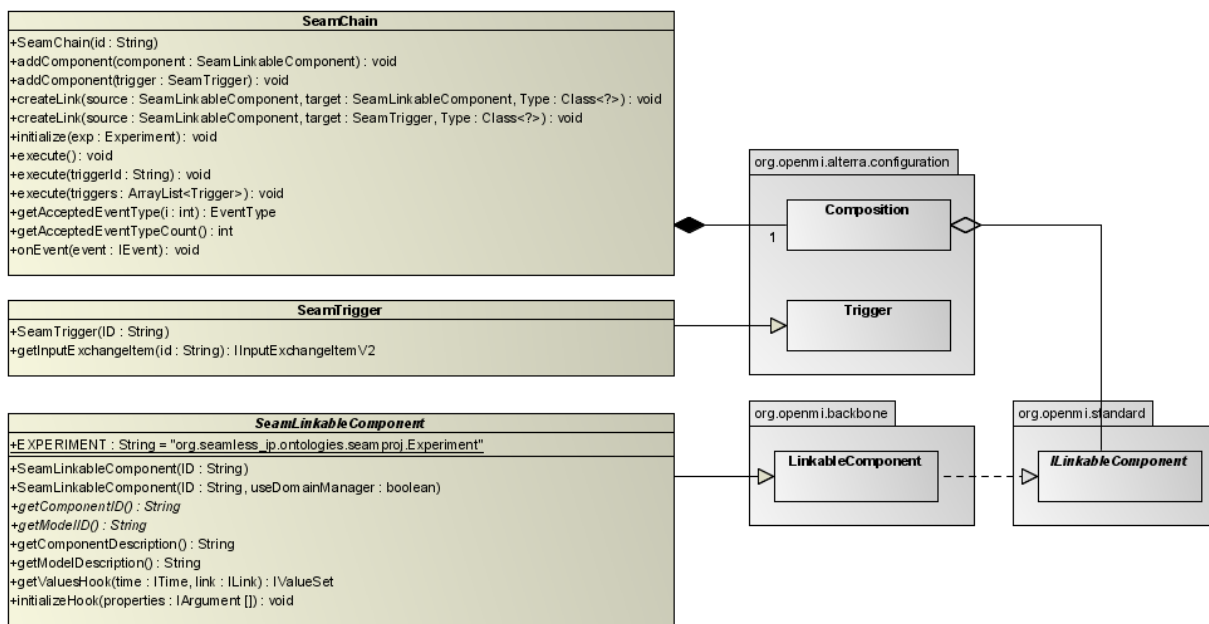 SeamChain
+SeamChain(id : String)
+addComponent(component : SeamLinkableComponent) : void
+addComponent(trigger : SeamTrigger) : void
+createLink(source : SeamLinkableComponent, target : SeamLinkableComponent, Type : Class<?>) : void
+createLink(source : SeamLinkableComponent, target : SeamTrigger, Type : Class<?>) : void
+initialize(exp : Experiment) : void
+execute() : void
+execute(triggerId : String) : void
+execute(triggers : ArrayList<Trigger>) : void
+getAcceptedEventType(i : int) : EventType
+getAcceptedEventTypeCount() : int
+onEvent(event : IEvent) : void
org.openmi.alterra.configuration
Composition
1
Trigger
SeamTrigger
+SeamTrigger(ID : String)
+getInputExchangeItem(id : String) : IInputExchangeItemV2
SeamLinkableComponent
+EXPERIMENT : String = "org.seamless_ip.ontologies.seamproj.Experiment"
+SeamLinkableComponent(ID : String)
+SeamLinkableComponent(ID : String, useDomainManager : boolean)
+getComponentID() : String
+getModelID() : String
+getComponentDescription() : String
+getModelDescription() : String
+getValuesHook(time : ITime, link : ILink) : IValueSet
+initializeHook(properties : IArgument []) : void
org.openmi.backbone
LinkableComponent
org.openmi.standard
ILinkableComponent